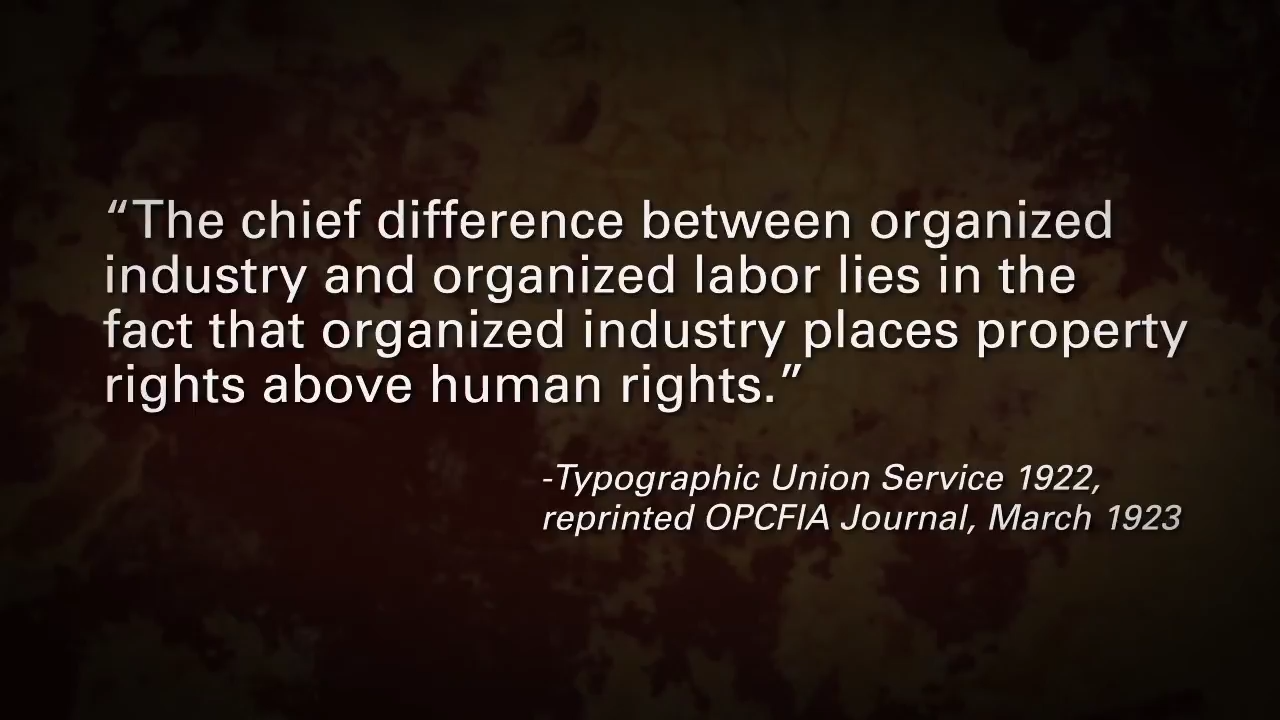 “The chief difference between organized
industry and organized labor lies in the
fact that organized industry places property
rights above human rights.”
-Typographic Union Service 1922,
reprinted OPCFIA Journal, March 1923